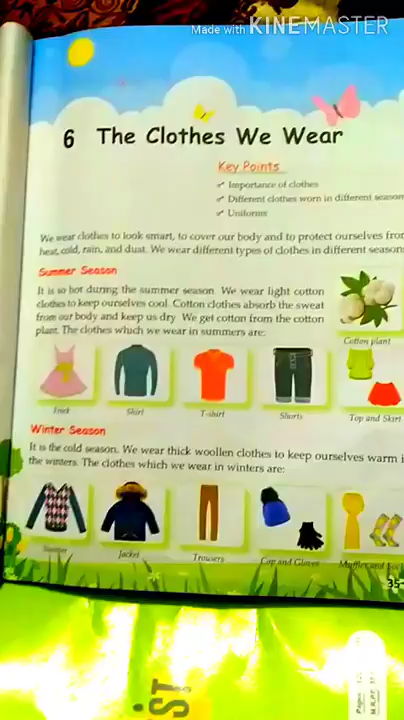 Made with KINEMASTER
6 The Clothes We Wear
Key Points
✓ Importance of clothes
✓ Different clothes worn in different season
✓ Uniforms
We wear clothes to look smart, to cover our body and to protect ourselves from
heat, cold, rain, and dust. We wear different types of clothes in different season
Summer Season
It is so hot during the summer season. We wear light cotton
clothes to keep ourselves cool. Cotton clothes absorb the sweat
from our body and keep us dry. We get cotton from the cotton
plant. The clothes which we wear in summers are:
Cotton plant
Frock Shirt T-shirt Shorts Top and Skirt
Winter Season
It is the cold season. We wear thick woollen clothes to keep ourselves warm i
the winters. The clothes which we wear in winters are:
Jacket Trousers Cap and Gloves Muffler and
35